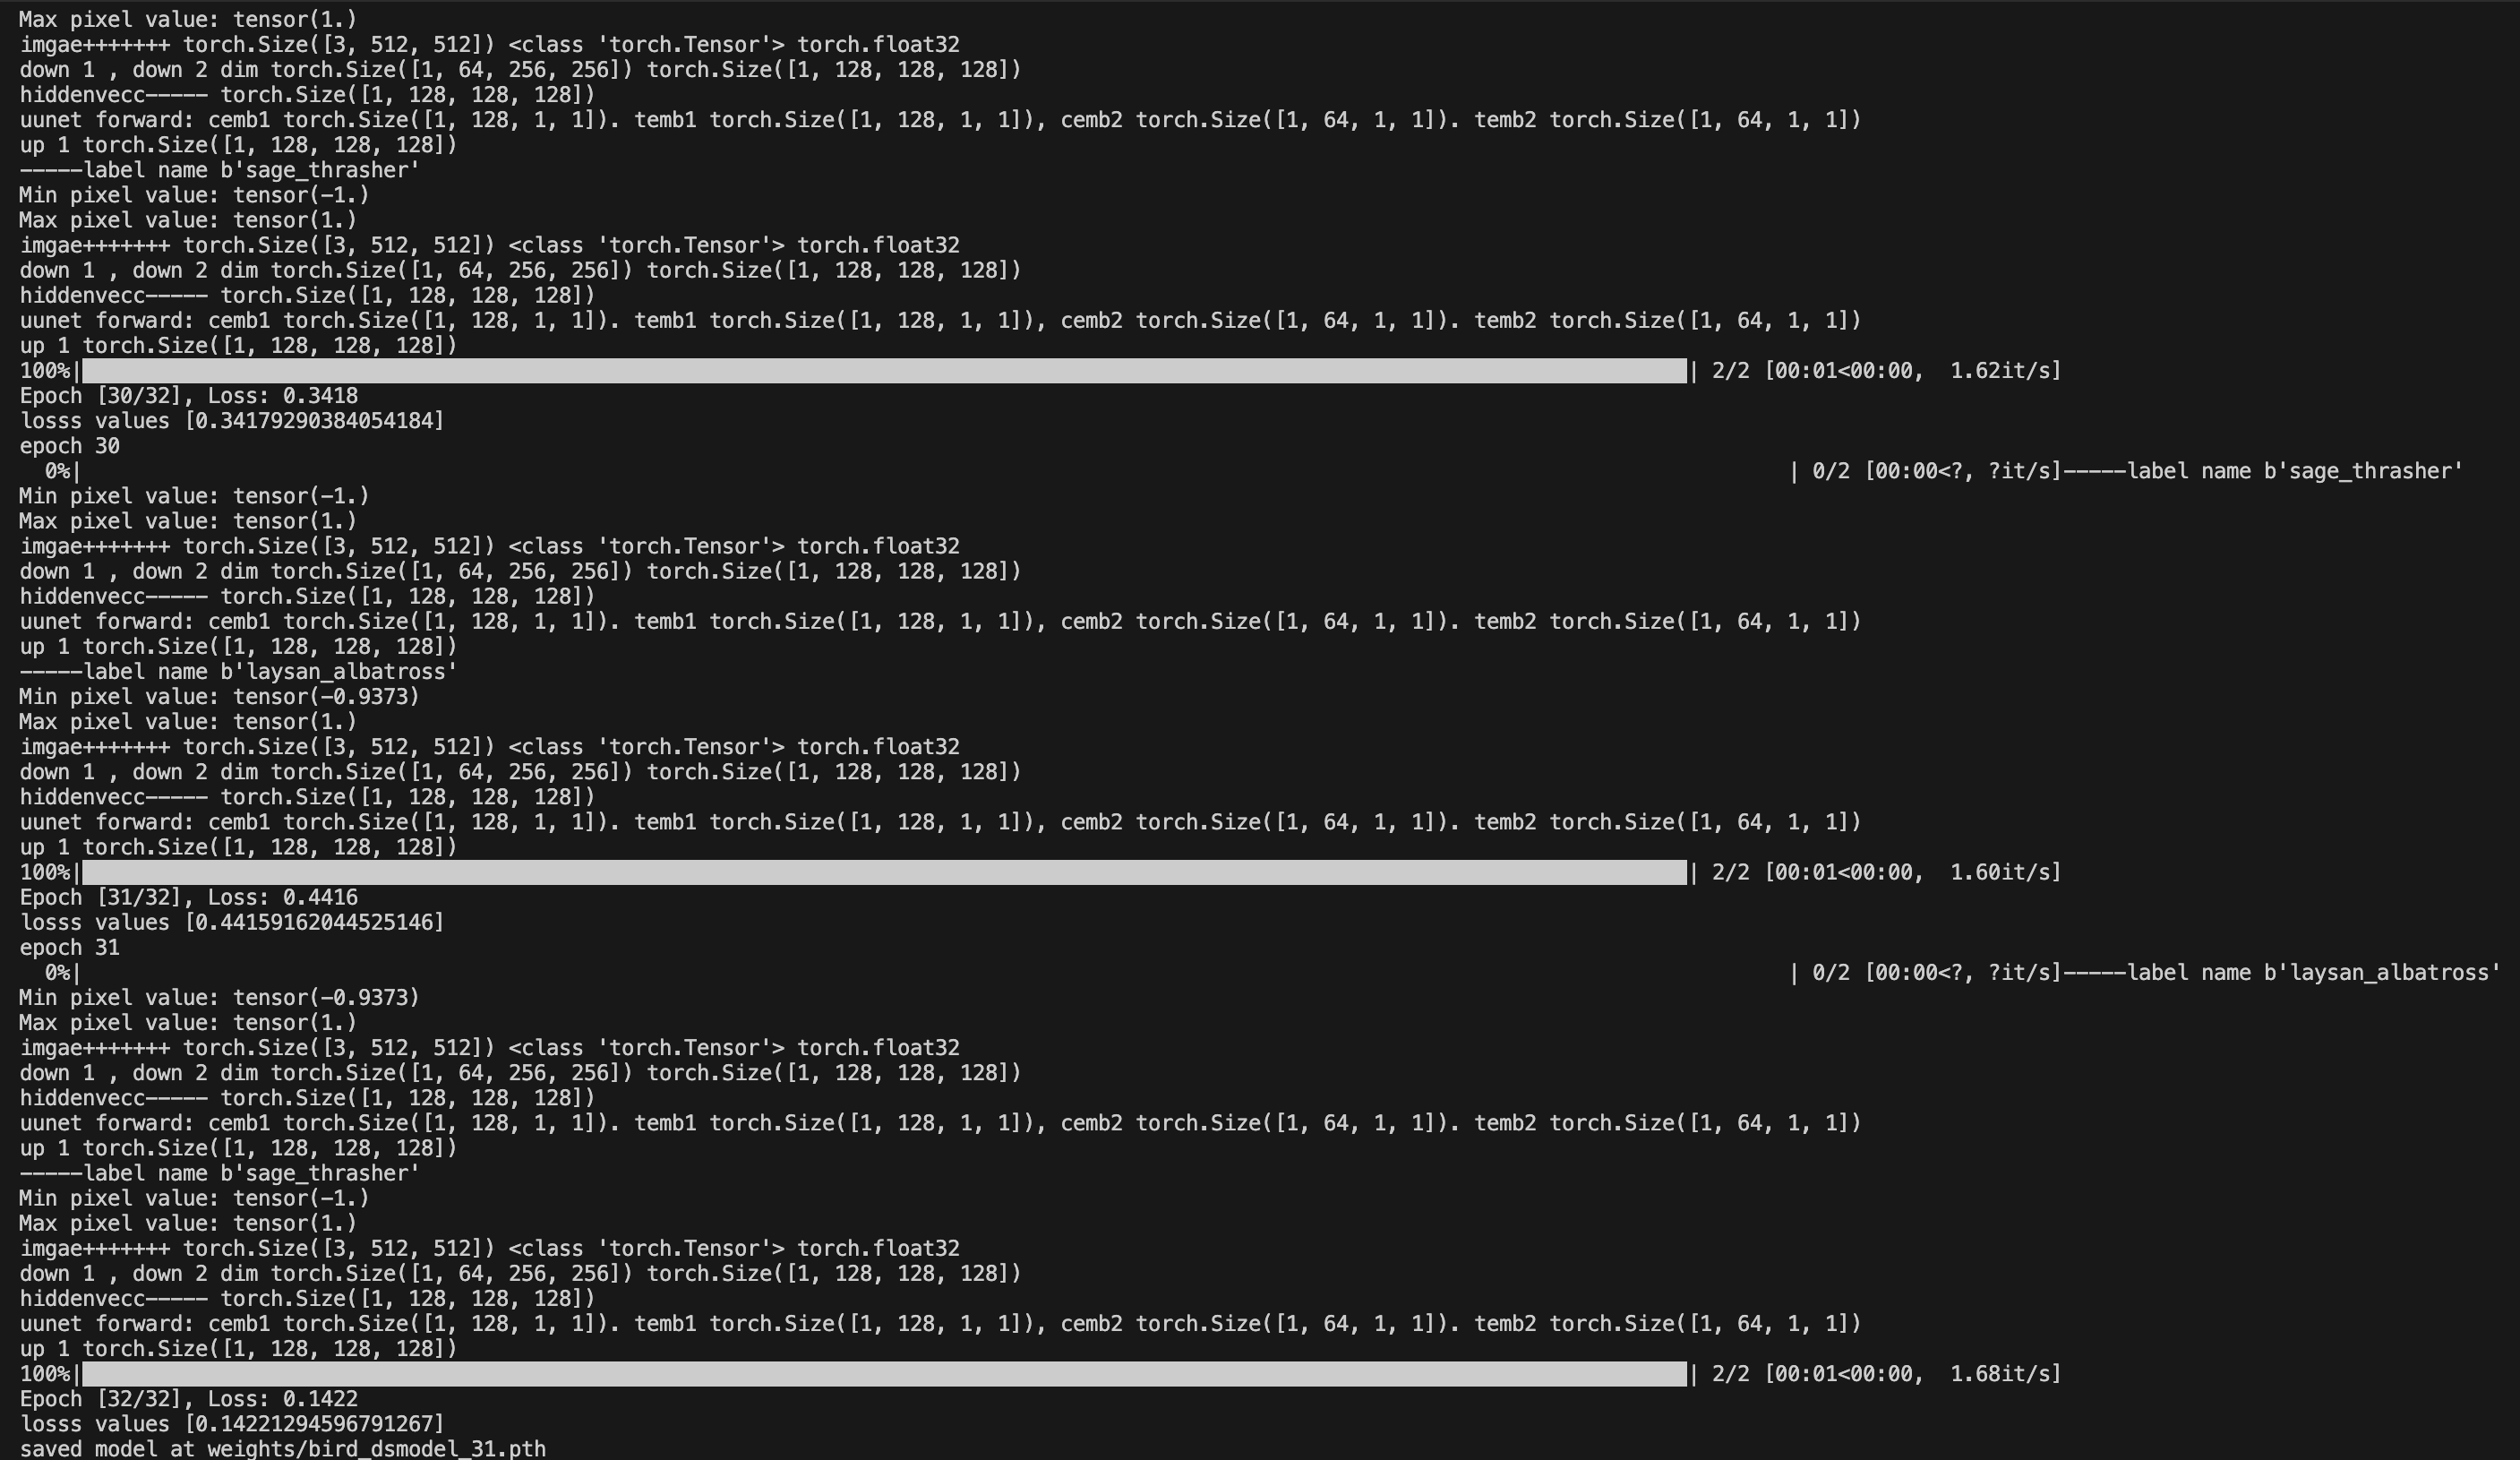 Max pixel value: tensor(1.)
imgae+++++++ torch.Size([3, 512, 512]) <class 'torch.Tensor'> torch.float32
down 1 , down 2 dim torch.Size([1, 64, 256, 256]) torch.Size([1, 128, 128, 128])
hiddenvecc----- torch.Size([1, 128, 128, 128])
uunet forward: cemb1 torch.Size([1, 128, 1, 1]). temb1 torch.Size([1, 128, 1, 1]), cemb2 torch.Size([1, 64, 1, 1]). temb2 torch.Size([1, 64, 1, 1])
up 1 torch.Size([1, 128, 128, 128])
-----label name b'sage_thrasher'
Min pixel value: tensor(-1.)
Max pixel value: tensor(1.)
imgae+++++++ torch.Size([3, 512, 512]) <class 'torch.Tensor'> torch.float32
down 1 , down 2 dim torch.Size([1, 64, 256, 256]) torch.Size([1, 128, 128, 128])
hiddenvecc----- torch.Size([1, 128, 128, 128])
uunet forward: cemb1 torch.Size([1, 128, 1, 1]). temb1 torch.Size([1, 128, 1, 1]), cemb2 torch.Size([1, 64, 1, 1]). temb2 torch.Size([1, 64, 1, 1])
up 1 torch.Size([1, 128, 128, 128])
100%| | 2/2 [00:01<00:00,  1.62it/s]
Epoch [30/32], Loss: 0.3418
losss values [0.34179290384054184]
epoch 30
0%| | 0/2 [00:00<?, ?it/s]-----label name b'sage_thrasher'
Min pixel value: tensor(-1.)
Max pixel value: tensor(1.)
imgae+++++++ torch.Size([3, 512, 512]) <class 'torch.Tensor'> torch.float32
down 1 , down 2 dim torch.Size([1, 64, 256, 256]) torch.Size([1, 128, 128, 128])
hiddenvecc----- torch.Size([1, 128, 128, 128])
uunet forward: cemb1 torch.Size([1, 128, 1, 1]). temb1 torch.Size([1, 128, 1, 1]), cemb2 torch.Size([1, 64, 1, 1]). temb2 torch.Size([1, 64, 1, 1])
up 1 torch.Size([1, 128, 128, 128])
-----label name b'laysan_albatross'
Min pixel value: tensor(-0.9373)
Max pixel value: tensor(1.)
imgae+++++++ torch.Size([3, 512, 512]) <class 'torch.Tensor'> torch.float32
down 1 , down 2 dim torch.Size([1, 64, 256, 256]) torch.Size([1, 128, 128, 128])
hiddenvecc----- torch.Size([1, 128, 128, 128])
uunet forward: cemb1 torch.Size([1, 128, 1, 1]). temb1 torch.Size([1, 128, 1, 1]), cemb2 torch.Size([1, 64, 1, 1]). temb2 torch.Size([1, 64, 1, 1])
up 1 torch.Size([1, 128, 128, 128])
100%| | 2/2 [00:01<00:00,  1.60it/s]
Epoch [31/32], Loss: 0.4416
losss values [0.44159162044525146]
epoch 31
0%| | 0/2 [00:00<?, ?it/s]-----label name b'laysan_albatross'
Min pixel value: tensor(-0.9373)
Max pixel value: tensor(1.)
imgae+++++++ torch.Size([3, 512, 512]) <class 'torch.Tensor'> torch.float32
down 1 , down 2 dim torch.Size([1, 64, 256, 256]) torch.Size([1, 128, 128, 128])
hiddenvecc----- torch.Size([1, 128, 128, 128])
uunet forward: cemb1 torch.Size([1, 128, 1, 1]). temb1 torch.Size([1, 128, 1, 1]), cemb2 torch.Size([1, 64, 1, 1]). temb2 torch.Size([1, 64, 1, 1])
up 1 torch.Size([1, 128, 128, 128])
-----label name b'sage_thrasher'
Min pixel value: tensor(-1.)
Max pixel value: tensor(1.)
imgae+++++++ torch.Size([3, 512, 512]) <class 'torch.Tensor'> torch.float32
down 1 , down 2 dim torch.Size([1, 64, 256, 256]) torch.Size([1, 128, 128, 128])
hiddenvecc----- torch.Size([1, 128, 128, 128])
uunet forward: cemb1 torch.Size([1, 128, 1, 1]). temb1 torch.Size([1, 128, 1, 1]), cemb2 torch.Size([1, 64, 1, 1]). temb2 torch.Size([1, 64, 1, 1])
up 1 torch.Size([1, 128, 128, 128])
100%| | 2/2 [00:01<00:00,  1.68it/s]
Epoch [32/32], Loss: 0.1422
losss values [0.14221294596791267]
saved model at weights/bird_dsmodel_31.pth